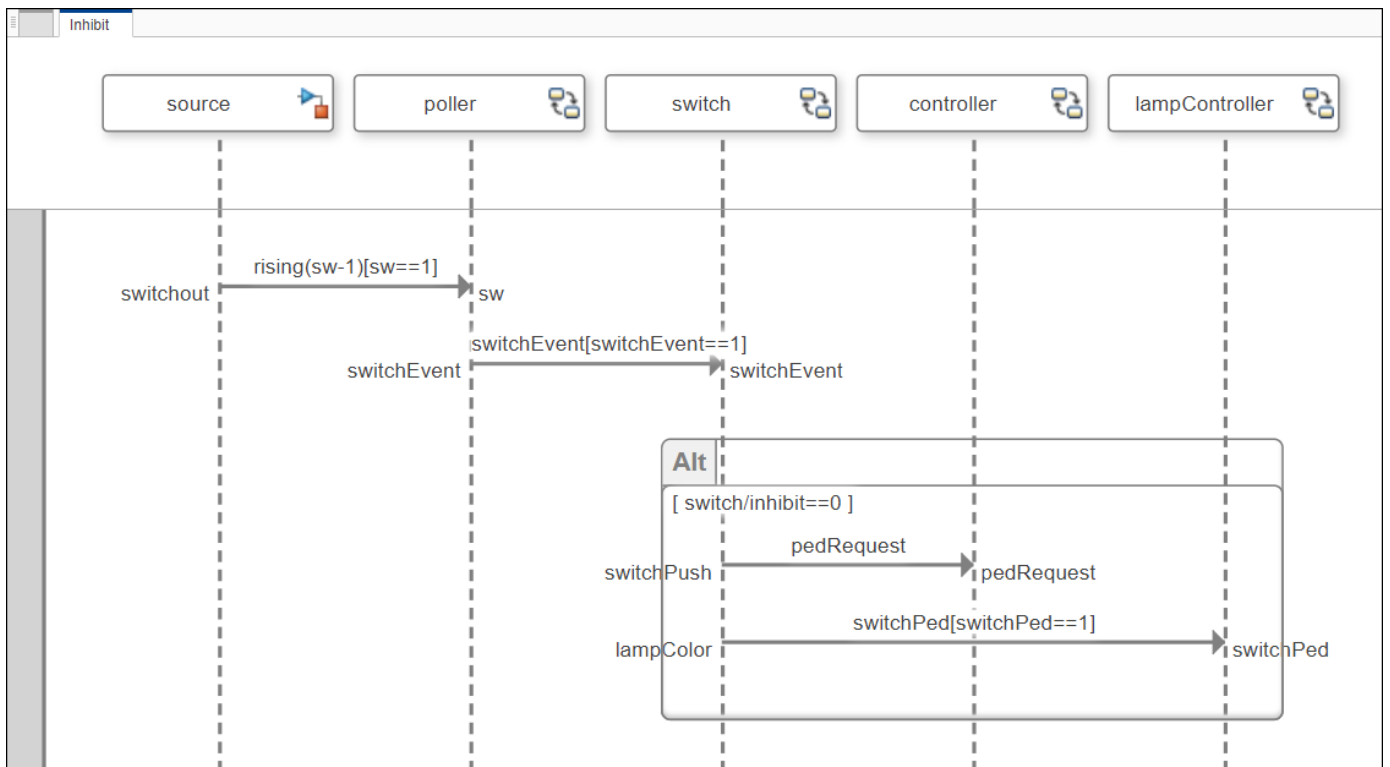 Inhibit
source
poller
switch
controller
lampController
rising(sw-1)[sw==1]
switchout
sw
switchEvent[switchEvent==1]
switchEvent
switchEvent
Alt
[ switch/inhibit==0 ]
pedRequest
switchPush
pedRequest
switchPed[switchPed==1]
lampColor
switchPed